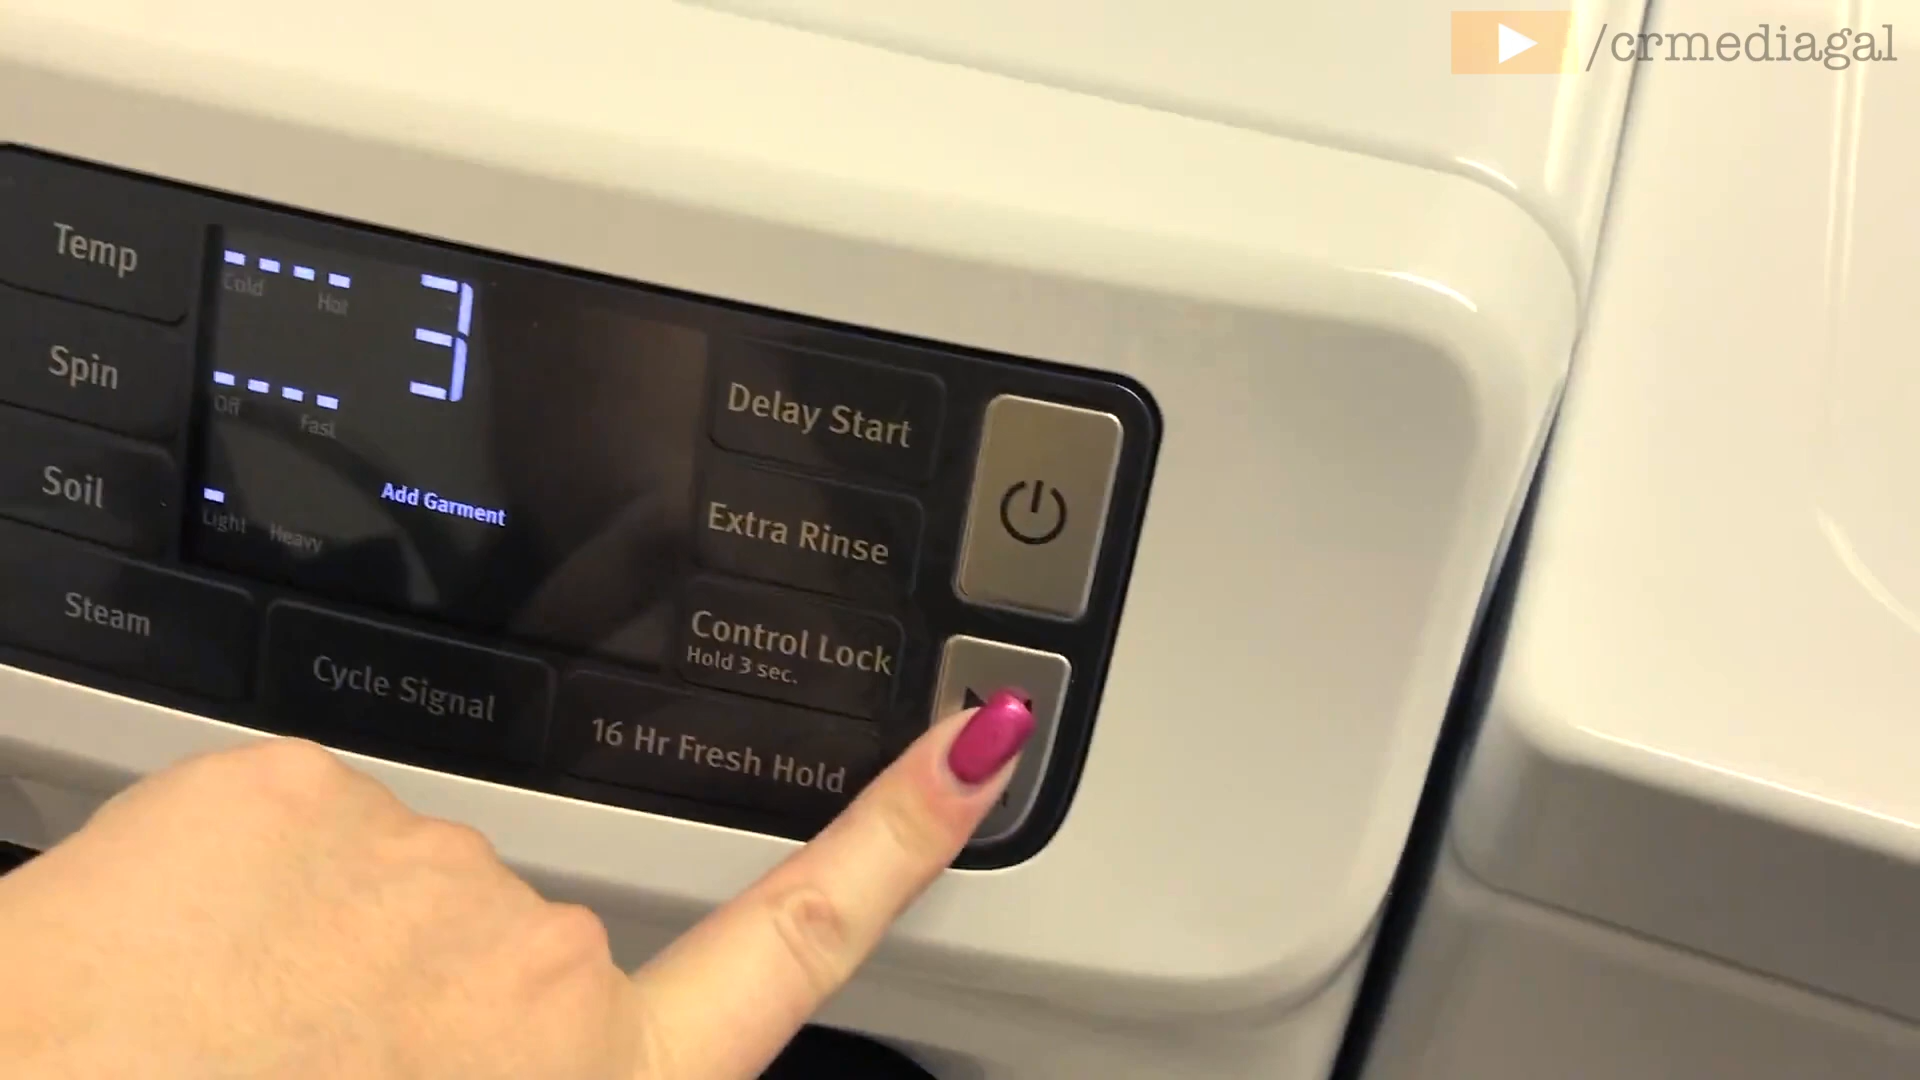 /crmediagal
Temp
Cold Hot
3
Spin
Off Fast
Soil
Light Heavy
Add Garment
Delay Start
Extra Rinse
Control Lock
Hold 3 sec.
Steam
Cycle Signal
16 Hr Fresh Hold